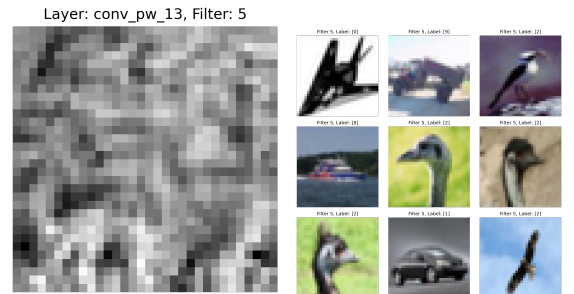 Layer: conv_pw_13, Filter: 5
Filter 5, Label: [0]
Filter 5, Label: [9]
Filter 5, Label: [2]
Filter 5, Label: [8]
Filter 5, Label: [2]
Filter 5, Label: [2]
Filter 5, Label: [2]
Filter 5, Label: [1]
Filter 5, Label: [2]